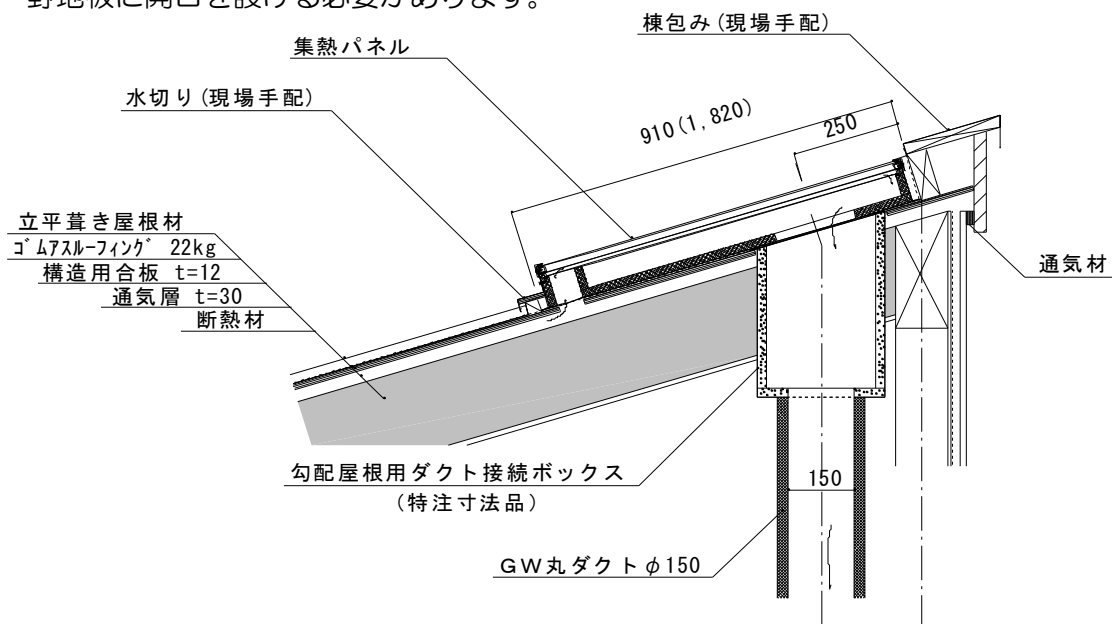 野地板に開口を設ける必要があります。
棟包み(現場手配)
集熱パネル
水切り(現場手配)
910(1,820)
250
立平葺き屋根材
ゴムアスルーフィング 22kg
構造用合板 t=12
通気層 t=30
断熱材
通気材
勾配屋根用ダクト接続ボックス
(特注寸法品)
150
GW丸ダクトφ150